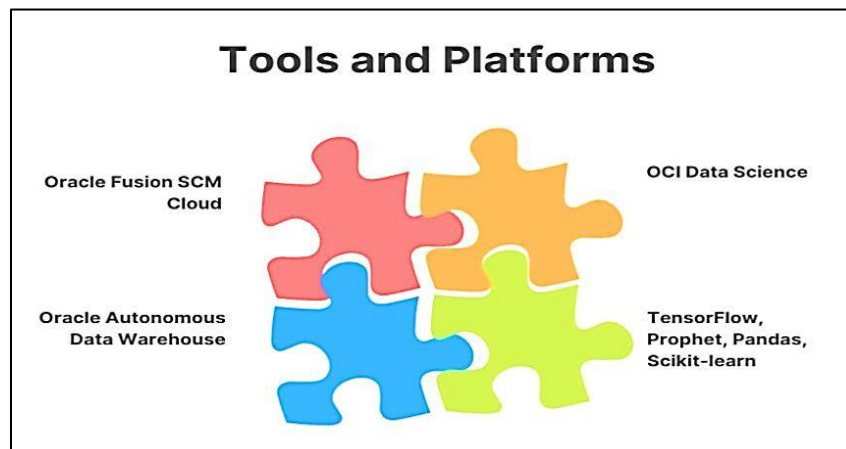 Tools and Platforms
Oracle Fusion SCM
Cloud
OCI Data Science
Oracle Autonomous
Data Warehouse
TensorFlow,
Prophet, Pandas,
Scikit-learn